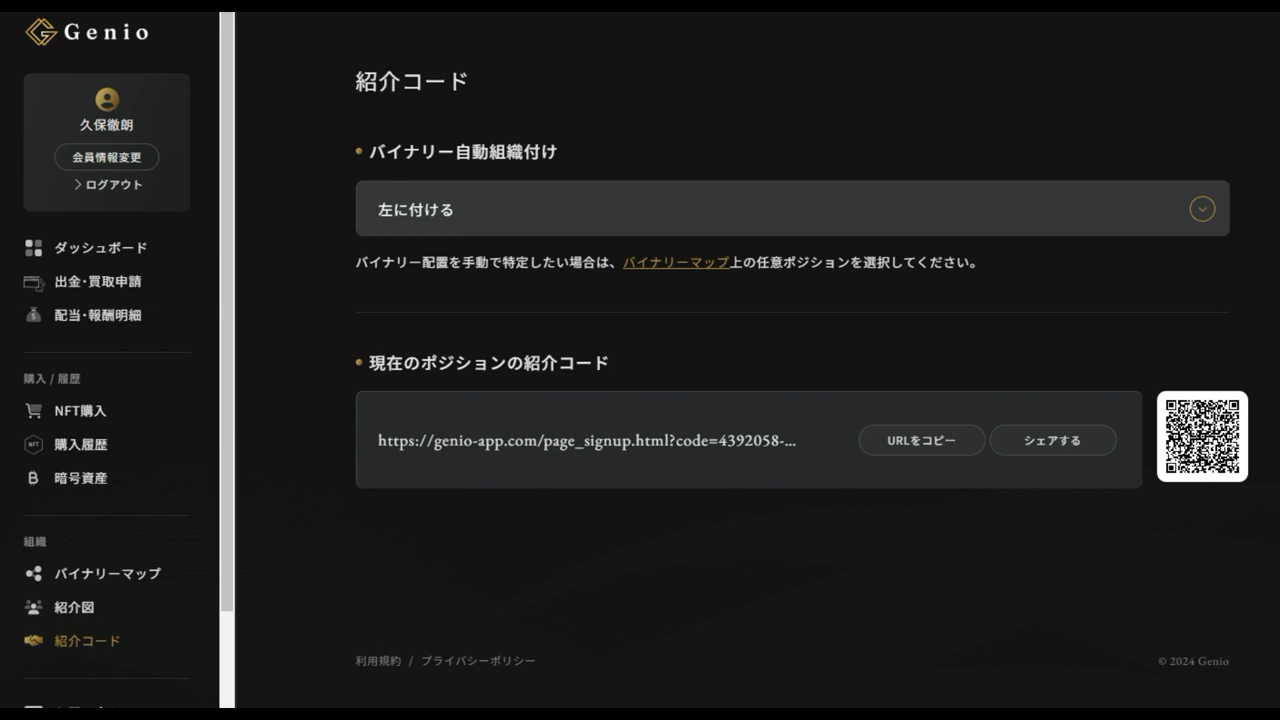 Genio
久保徹朗
会員情報変更
ログアウト
ダッシュボード
出金・買取申請
配当・報酬明細
購入 / 履歴
NFT購入
NFT
購入履歴
暗号資産
組織
バイナリーマップ
紹介図
紹介コード
紹介コード
バイナリー自動組織付け
左に付ける
バイナリー配置を手動で特定したい場合は、バイナリーマップ上の任意ポジションを選択してください。
現在のポジションの紹介コード
https://genio-app.com/page_signup.html?code=4392058-...
URLをコピー
シェアする
利用規約 / プライバシーポリシー
© 2024 Genio